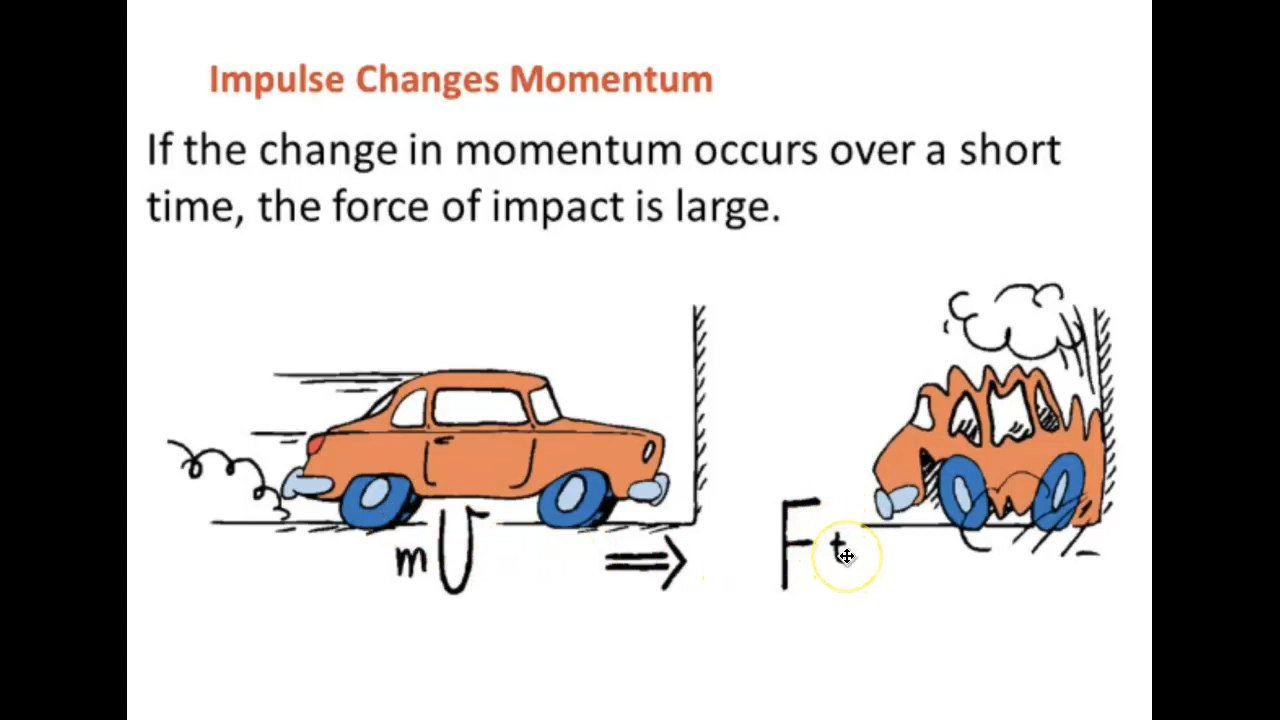 Impulse Changes Momentum
If the change in momentum occurs over a short
time, the force of impact is large.
mv
Ft